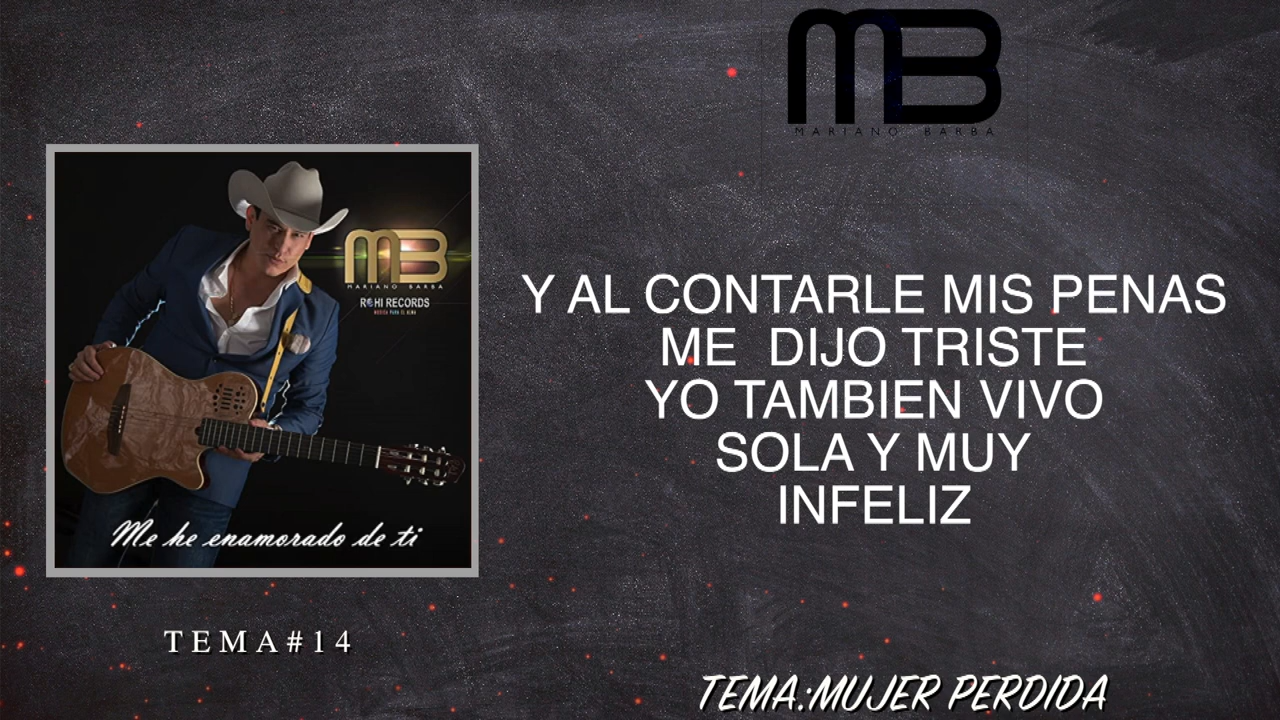 MB
MARIANO BARBA
MB
MARIANO BARBA
ROHI RECORDS
MUSICA PARA EL ALMA
Me he enamorado de ti
Y AL CONTARLE MIS PENAS
ME DIJO TRISTE
YO TAMBIEN VIVO
SOLA Y MUY
INFELIZ
TEMA#14
TEMA.:MUJER PERDIDA